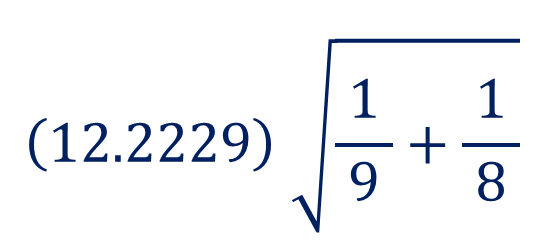 (12.2229) √(1/9 + 1/8)